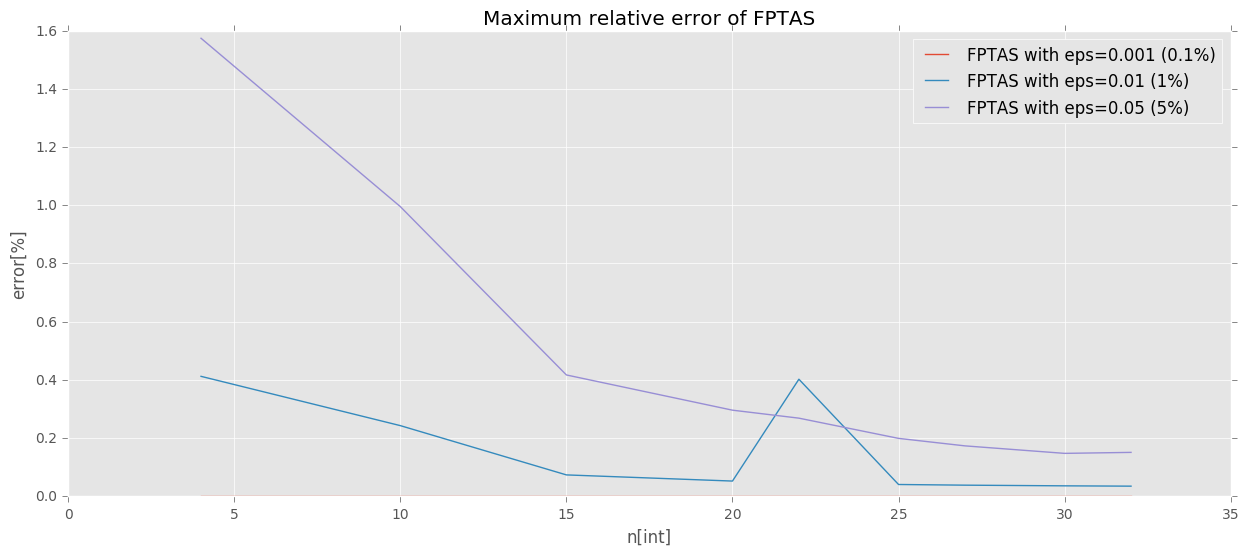 Maximum relative error of FPTAS
FPTAS with eps=0.001 (0.1%)
FPTAS with eps=0.01 (1%)
FPTAS with eps=0.05 (5%)
error[%]
1.6
1.4
1.2
1.0
0.8
0.6
0.4
0.2
0.0
0 5 10 15 20 25 30 35
n[int]